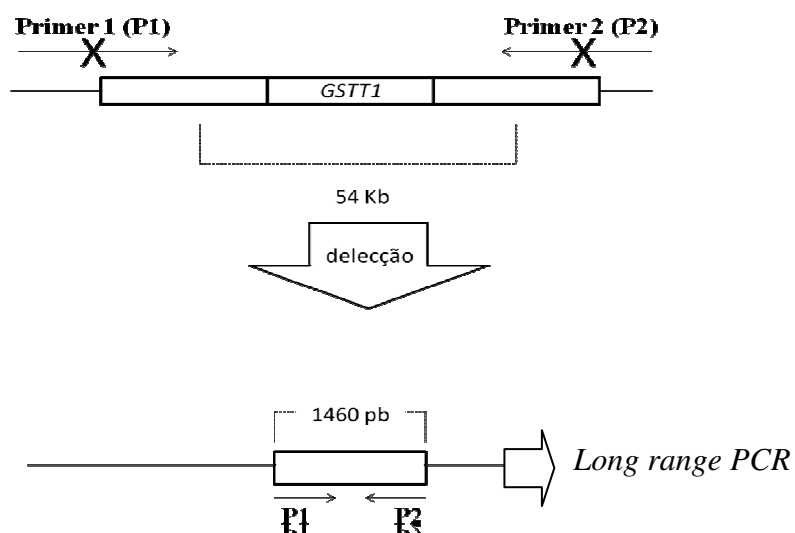 Primer 1 (P1)
Primer 2 (P2)
GSTT1
54 Kb
delecção
1460 pb
Long range PCR
P1
P2